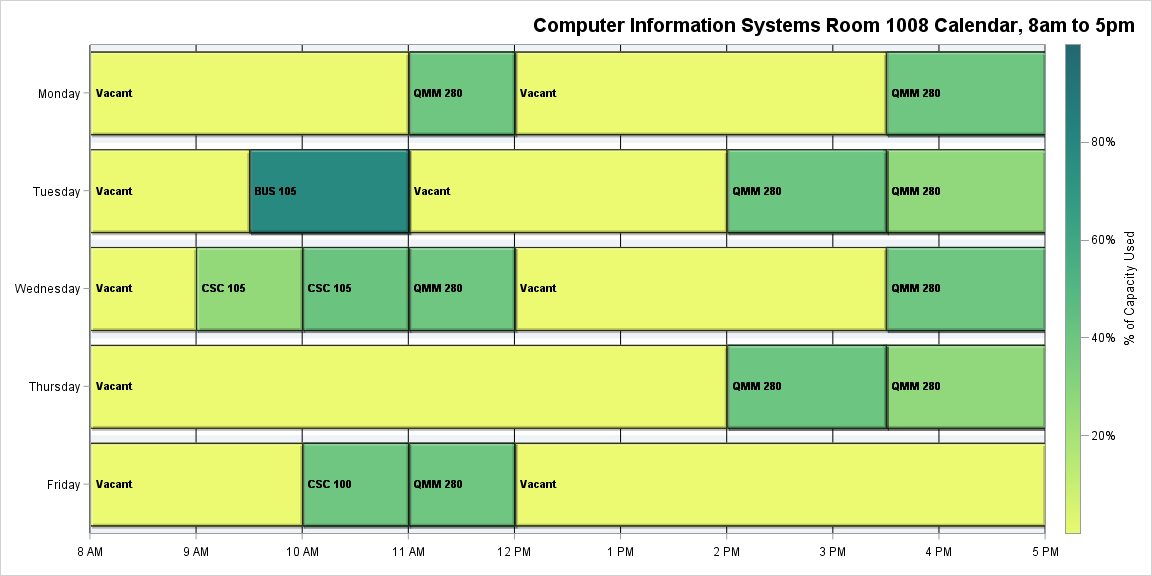 Computer Information Systems Room 1008 Calendar, 8am to 5pm
Monday Vacant QMM 280 Vacant QMM 280
80%
Tuesday Vacant BUS 105 Vacant QMM 280 QMM 280
60%
% of Capacity Used
Wednesday Vacant CSC 105 CSC 105 QMM 280 Vacant QMM 280
40%
Thursday Vacant QMM 280 QMM 280
20%
Friday Vacant CSC 100 QMM 280 Vacant
8 AM 9 AM 10 AM 11 AM 12 PM 1 PM 2 PM 3 PM 4 PM 5 PM